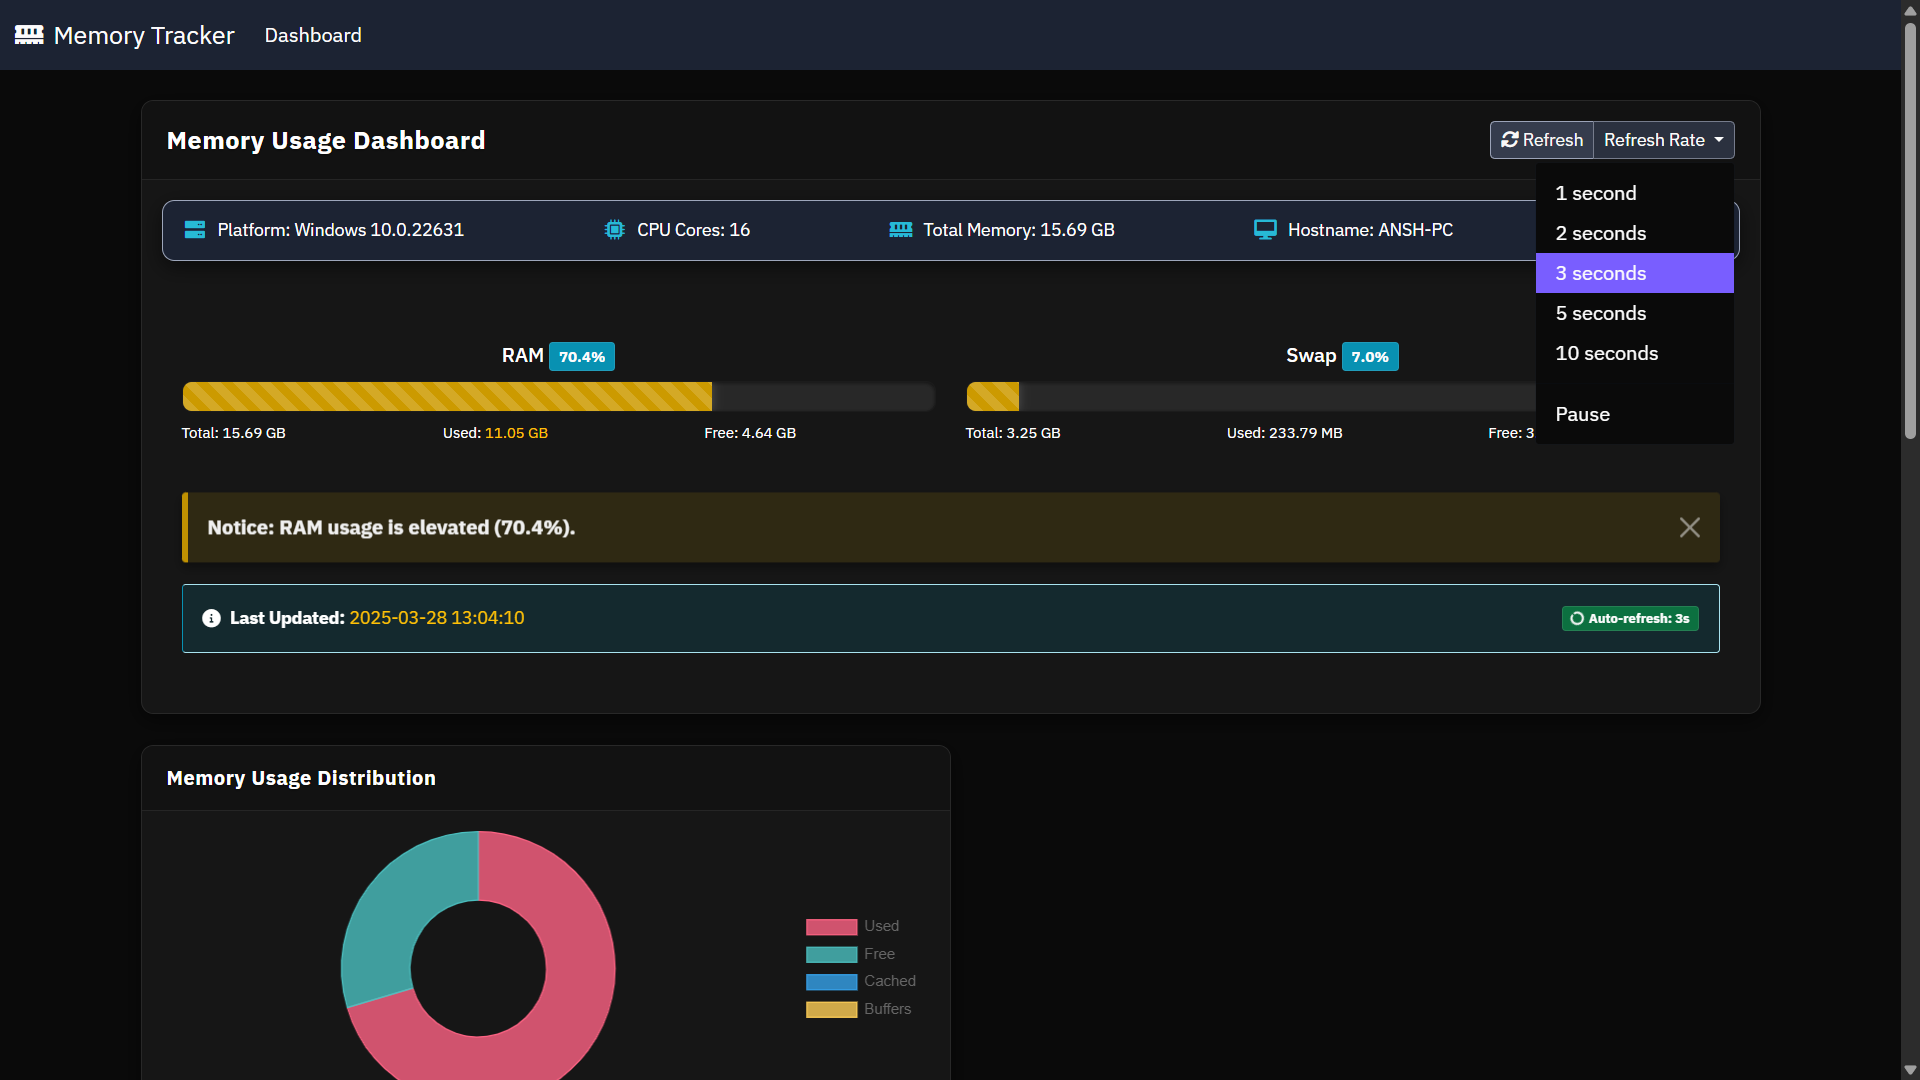 Memory Tracker Dashboard
Memory Usage Dashboard
Refresh
Refresh Rate
1 second
2 seconds
3 seconds
5 seconds
10 seconds
Pause
Platform: Windows 10.0.22631
CPU Cores: 16
Total Memory: 15.69 GB
Hostname: ANSH-PC
RAM 70.4%
Total: 15.69 GB
Used: 11.05 GB
Free: 4.64 GB
Swap 7.0%
Total: 3.25 GB
Used: 233.79 MB
Free: 3
Notice: RAM usage is elevated (70.4%).
Last Updated: 2025-03-28 13:04:10
Auto-refresh: 3s
Memory Usage Distribution
Used
Free
Cached
Buffers